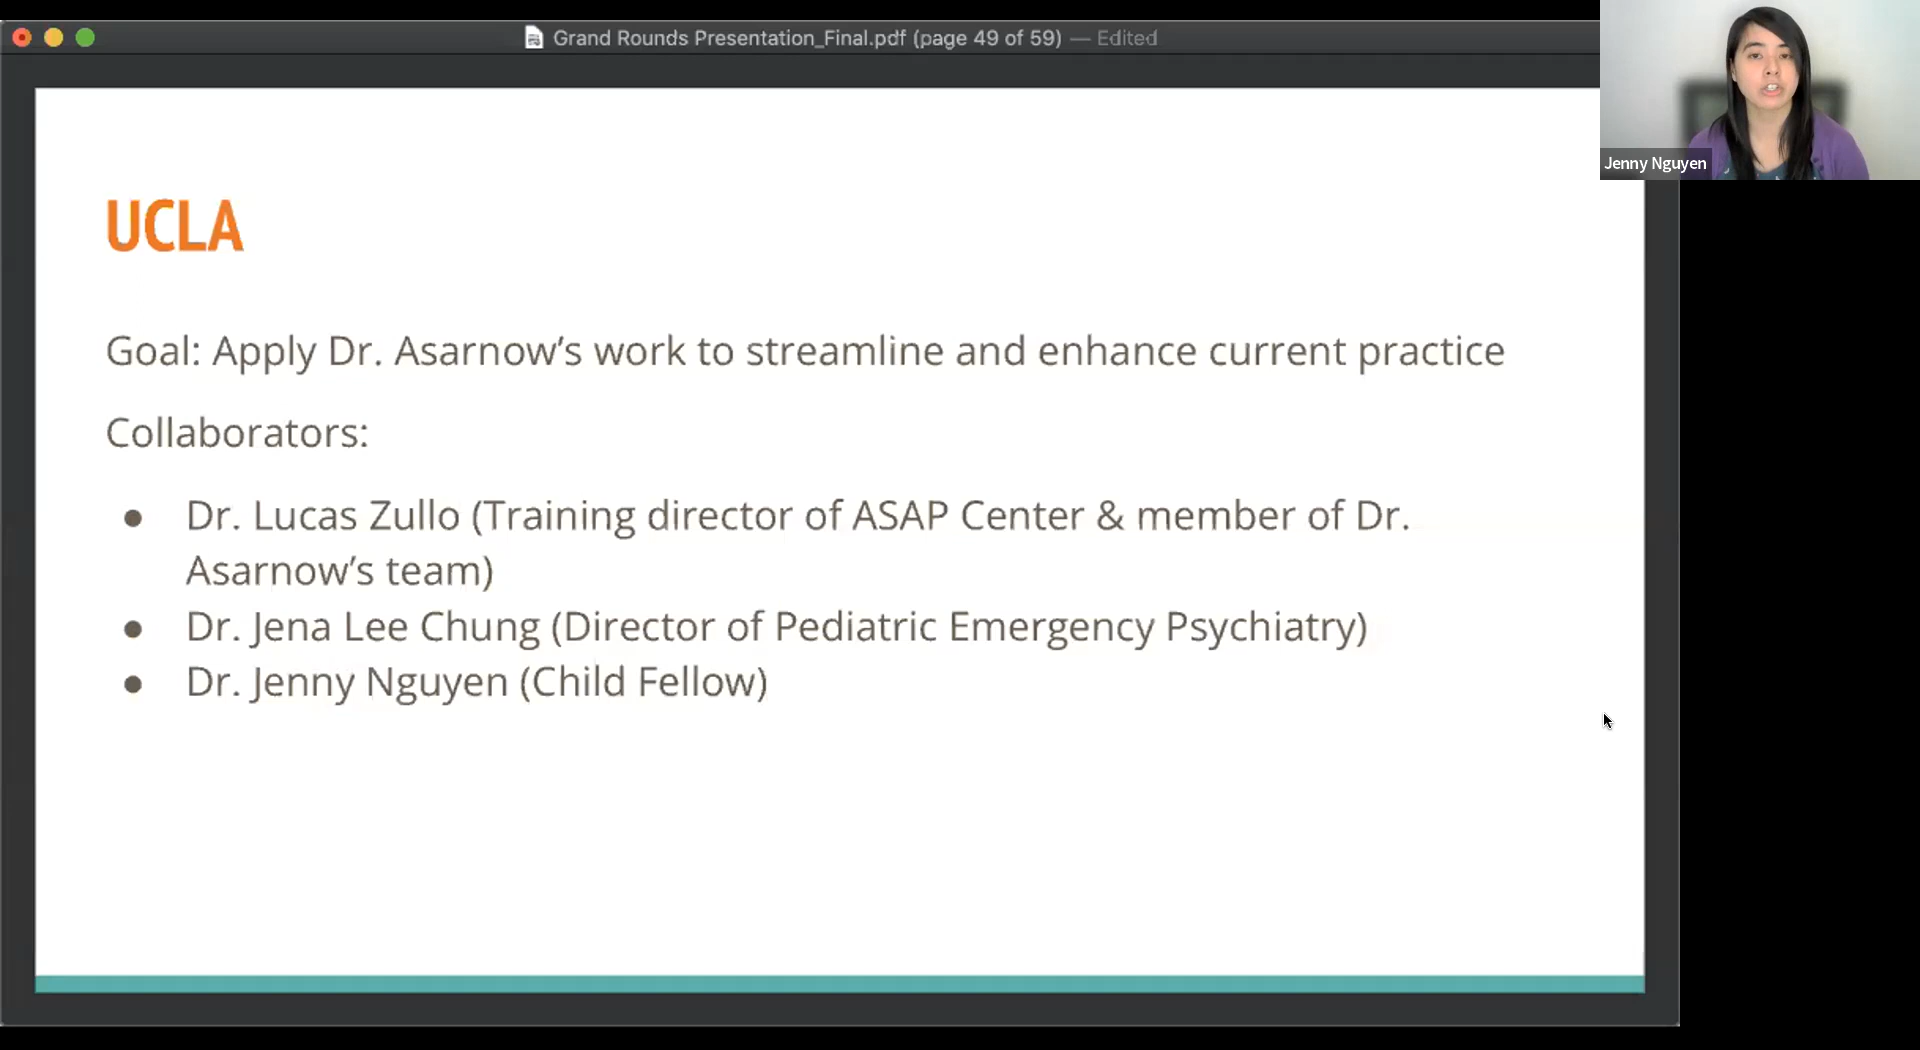 Grand Rounds Presentation_Final.pdf (page 49 of 59) — Edited
Jenny Nguyen
UCLA
Goal: Apply Dr. Asarnow’s work to streamline and enhance current practice
Collaborators:
● Dr. Lucas Zullo (Training director of ASAP Center & member of Dr.
Asarnow’s team)
● Dr. Jena Lee Chung (Director of Pediatric Emergency Psychiatry)
● Dr. Jenny Nguyen (Child Fellow)